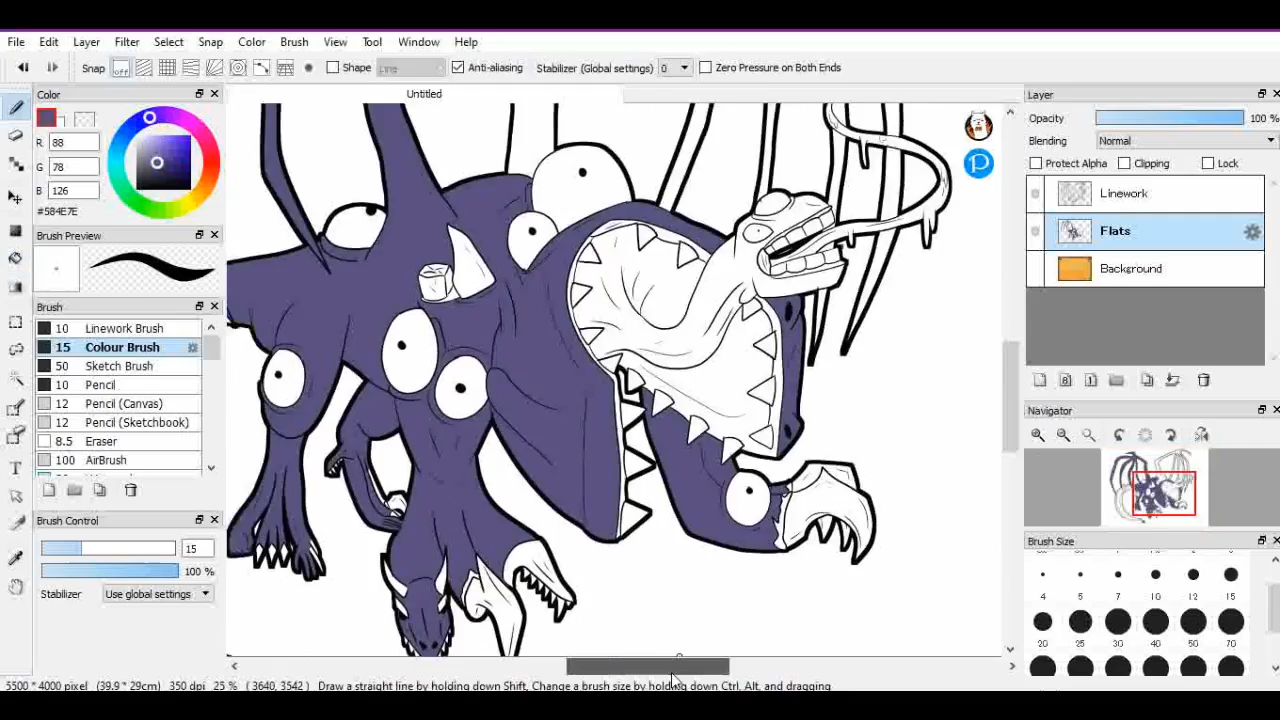 File Edit Layer Filter Select Snap Color Brush View Tool Window Help
Snap off Shape Line Anti-aliasing Stabilizer (Global settings) 0 Zero Pressure on Both Ends
Color
Untitled
Layer
R 88
G 78
B 126
#584E7E
Opacity 100 %
Blending Normal
Protect Alpha Clipping Lock
Linework
Flats
Background
Brush Preview
Brush
10 Linework Brush
15 Colour Brush
50 Sketch Brush
10 Pencil
12 Pencil (Canvas)
12 Pencil (Sketchbook)
8.5 Eraser
100 AirBrush
Navigator
Brush Control
15
100 %
Stabilizer Use global settings
Brush Size
4 5 7 10 12 15
20 25 30 40 50 70
5500 * 4000 pixel (39.9 * 29cm) 350 dpi 25 % ( 3640, 3542 ) Draw a straight line by holding down Shift, Change a brush size by holding down Ctrl, Alt, and dragging